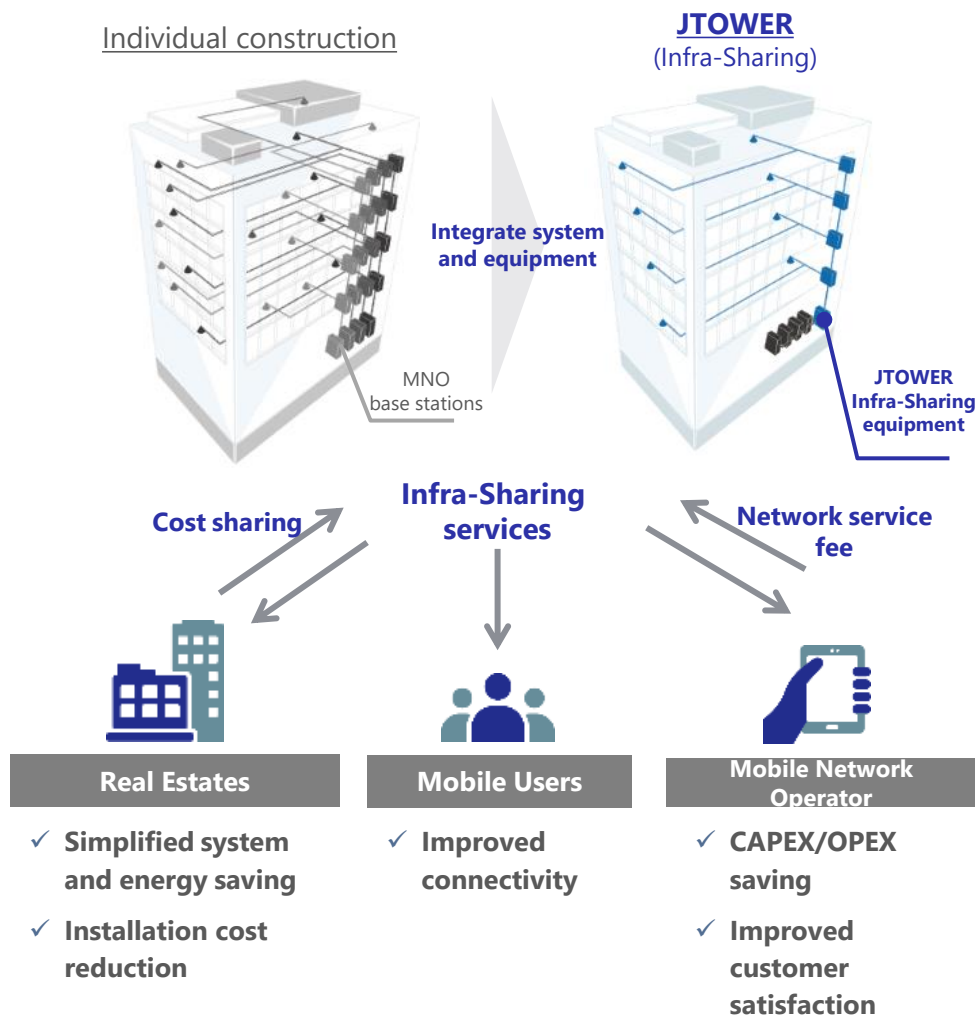 Individual construction
JTOWER
(Infra-Sharing)
Integrate system
and equipment
MNO
base stations
JTOWER
Infra-Sharing
equipment
Infra-Sharing
services
Cost sharing
Network service
fee
Real Estates
Mobile Users
Mobile Network
Operator
✓ Simplified system
and energy saving
✓ Installation cost
reduction
✓ Improved
connectivity
✓ CAPEX/OPEX
saving
✓ Improved
customer
satisfaction